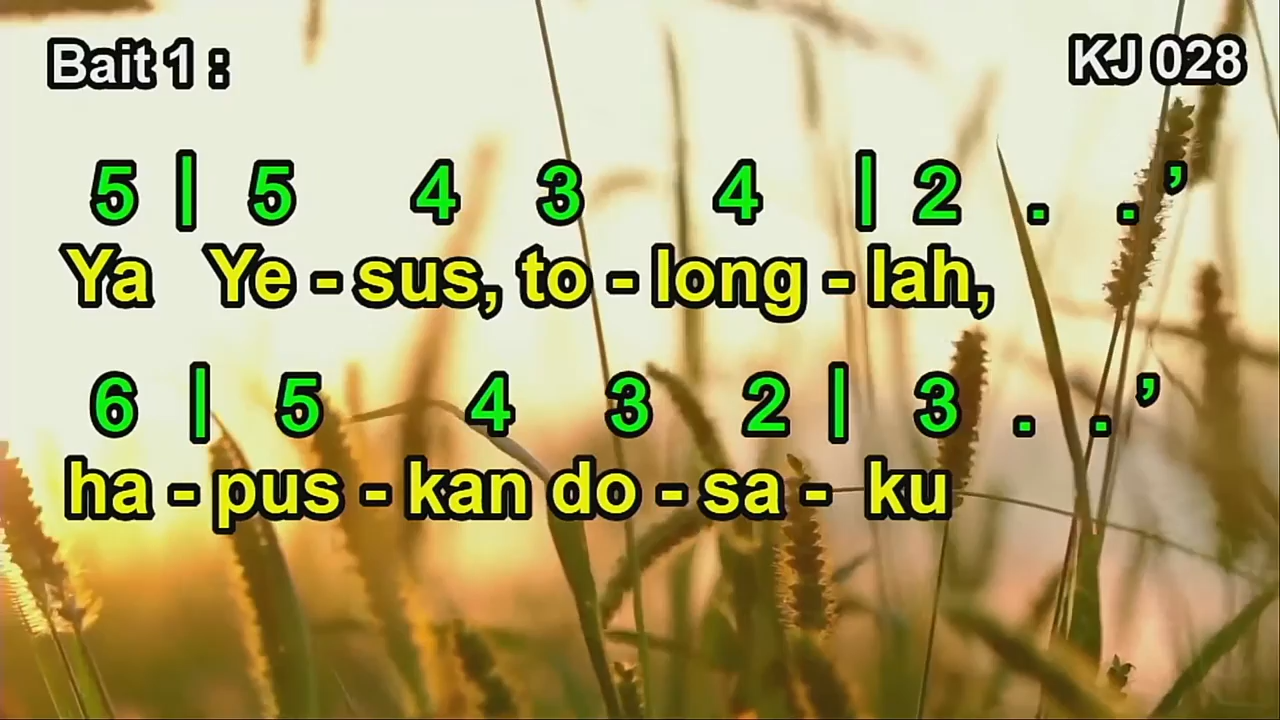 Bait 1 : KJ 028
5 | 5 4 3 4 | 2 . . ’
Ya Ye - sus, to - long - lah,
6 | 5 4 3 2 | 3 . . ’
ha - pus - kan do - sa - ku